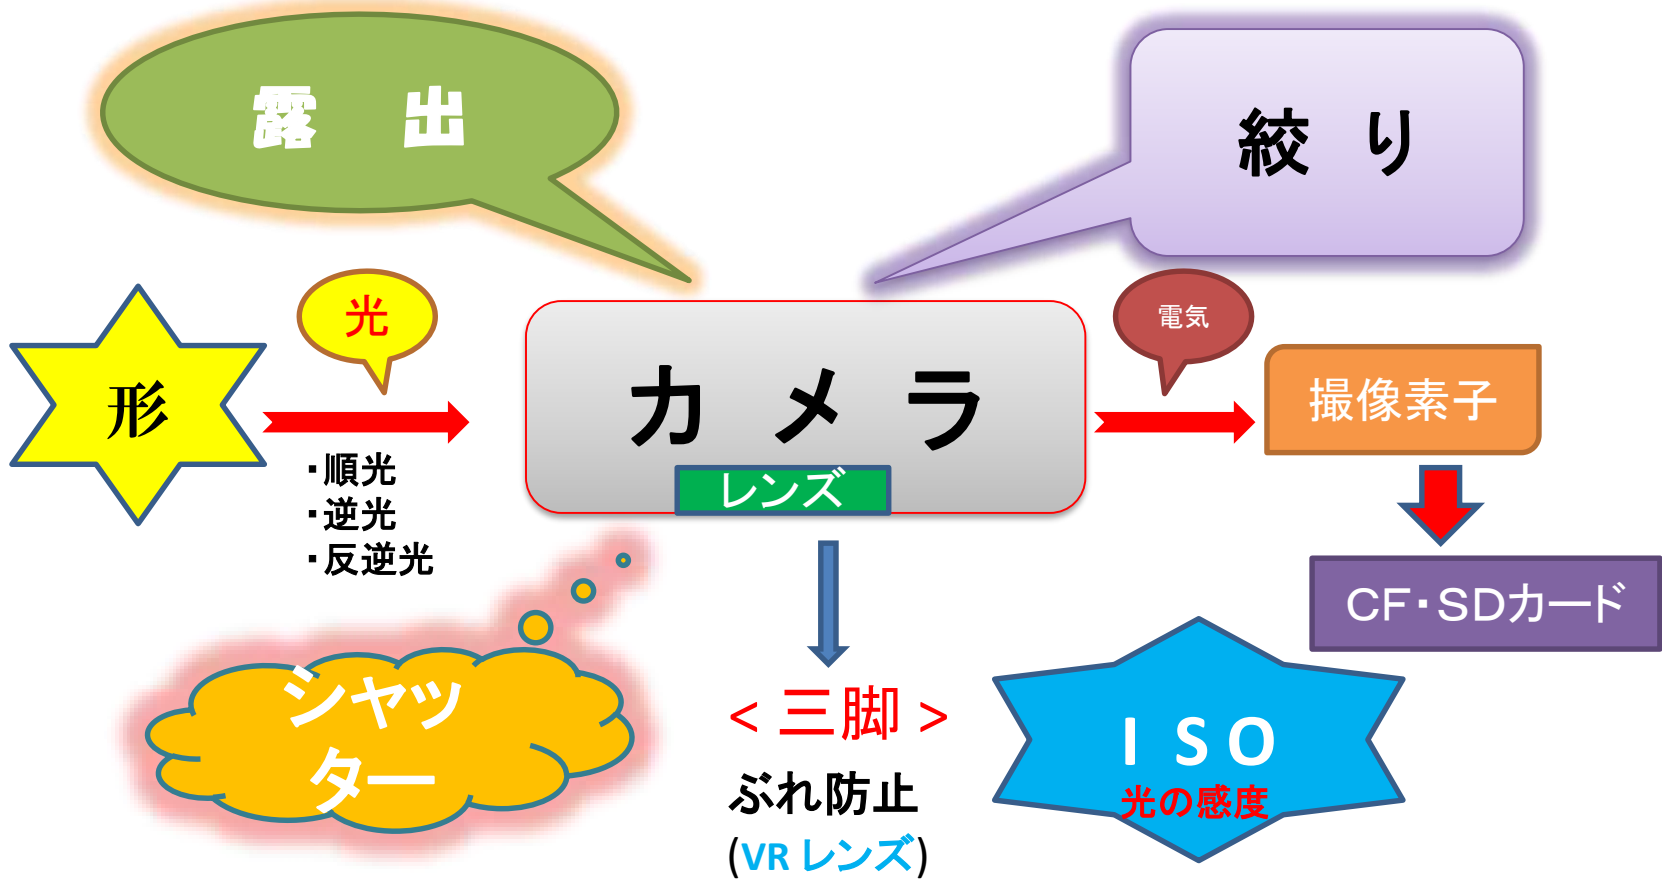 露 出
絞 り
光
電気
形
カ メ ラ
レンズ
撮像素子
・順光
・逆光
・反逆光
CF・SDカード
シャッ
ター
<三脚>
ぶれ防止
(VR レンズ)
I S O
光の感度